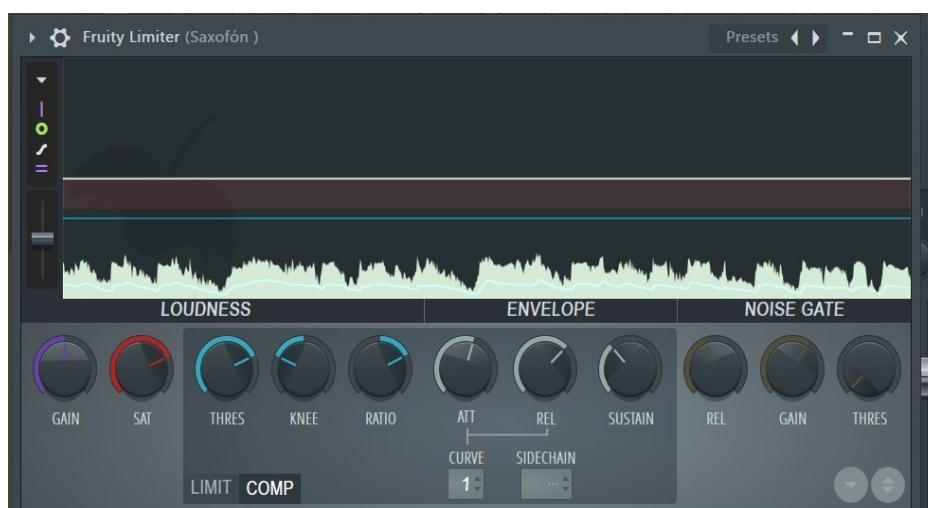 Fruity Limiter (Saxofón )
Presets
LOUDNESS ENVELOPE NOISE GATE
GAIN SAT THRES KNEE RATIO ATT REL SUSTAIN REL GAIN THRES
CURVE SIDECHAIN
1 ---
LIMIT COMP